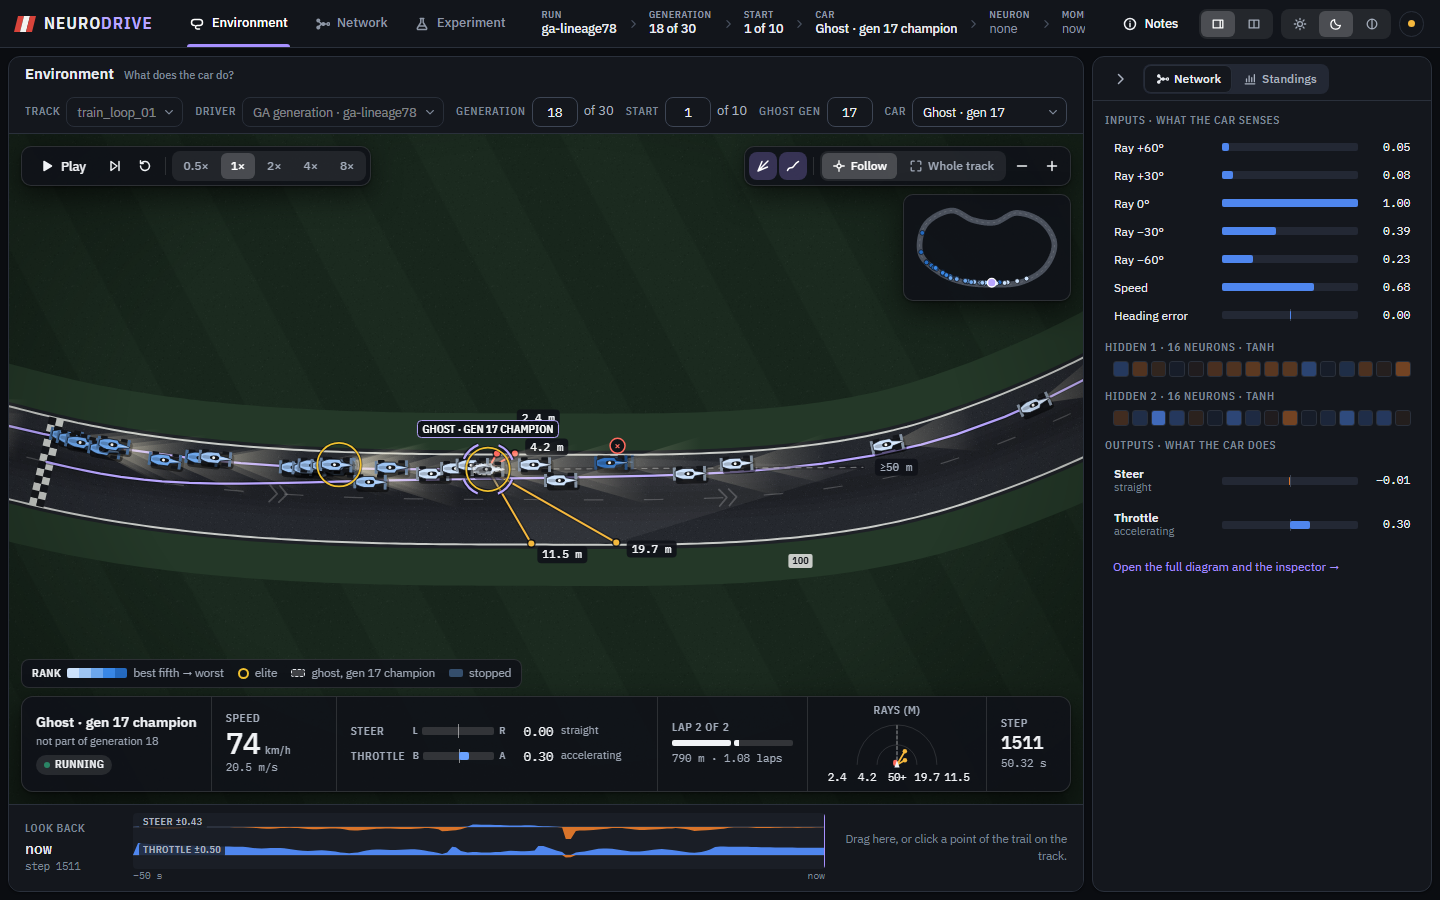 NEURODRIVE
Environment
Network
Experiment
RUN
ga-lineage78
GENERATION
18 of 30
START
1 of 10
CAR
Ghost · gen 17 champion
NEURON
none
MOM
now
Notes
Environment What does the car do?
TRACK train_loop_01 DRIVER GA generation · ga-lineage78 GENERATION 18 of 30 START 1 of 10 GHOST GEN 17 CAR Ghost · gen 17
Play 0.5× 1× 2× 4× 8×
Follow Whole track
2.4 m
GHOST · GEN 17 CHAMPION
4.2 m
≥50 m
11.5 m
19.7 m
100
RANK best fifth → worst elite ghost, gen 17 champion stopped
Ghost · gen 17 champion
not part of generation 18
RUNNING
SPEED
74 km/h
20.5 m/s
STEER L R 0.00 straight
THROTTLE B A 0.30 accelerating
LAP 2 OF 2
790 m · 1.08 laps
RAYS (M)
2.4 4.2 50+ 19.7 11.5
STEP
1511
50.32 s
LOOK BACK
now
step 1511
STEER ±0.43
THROTTLE ±0.50
−50 s
now
Drag here, or click a point of the trail on the
track.
Network
Standings
INPUTS · WHAT THE CAR SENSES
Ray +60° 0.05
Ray +30° 0.08
Ray 0° 1.00
Ray −30° 0.39
Ray −60° 0.23
Speed 0.68
Heading error 0.00
HIDDEN 1 · 16 NEURONS · TANH
HIDDEN 2 · 16 NEURONS · TANH
OUTPUTS · WHAT THE CAR DOES
Steer
straight
−0.01
Throttle
accelerating
0.30
Open the full diagram and the inspector →